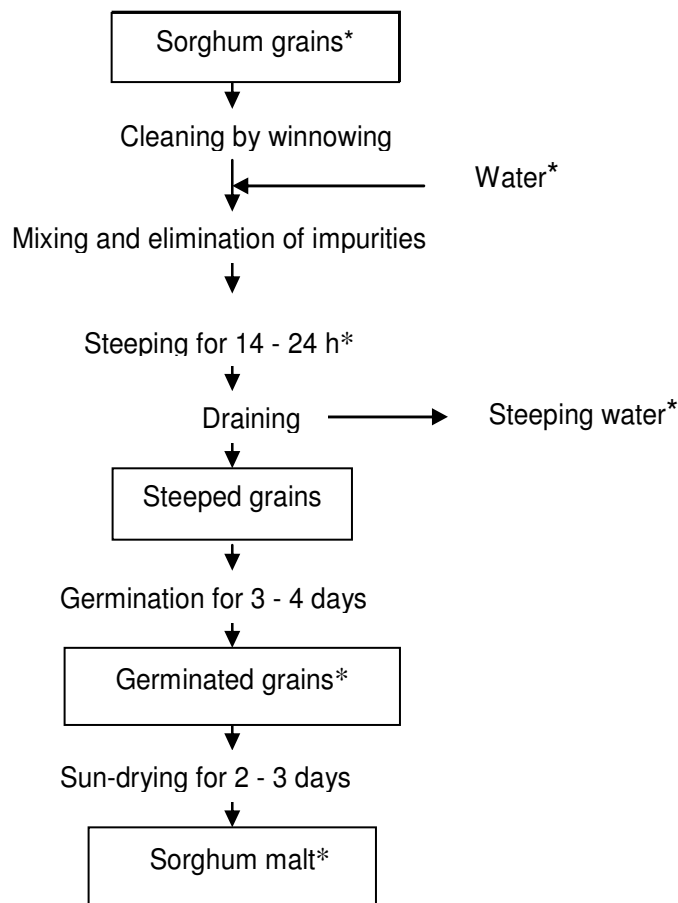 Sorghum grains*
Cleaning by winnowing
Water*
Mixing and elimination of impurities
Steeping for 14 - 24 h*
Draining
Steeping water*
Steeped grains
Germination for 3 - 4 days
Germinated grains*
Sun-drying for 2 - 3 days
Sorghum malt*